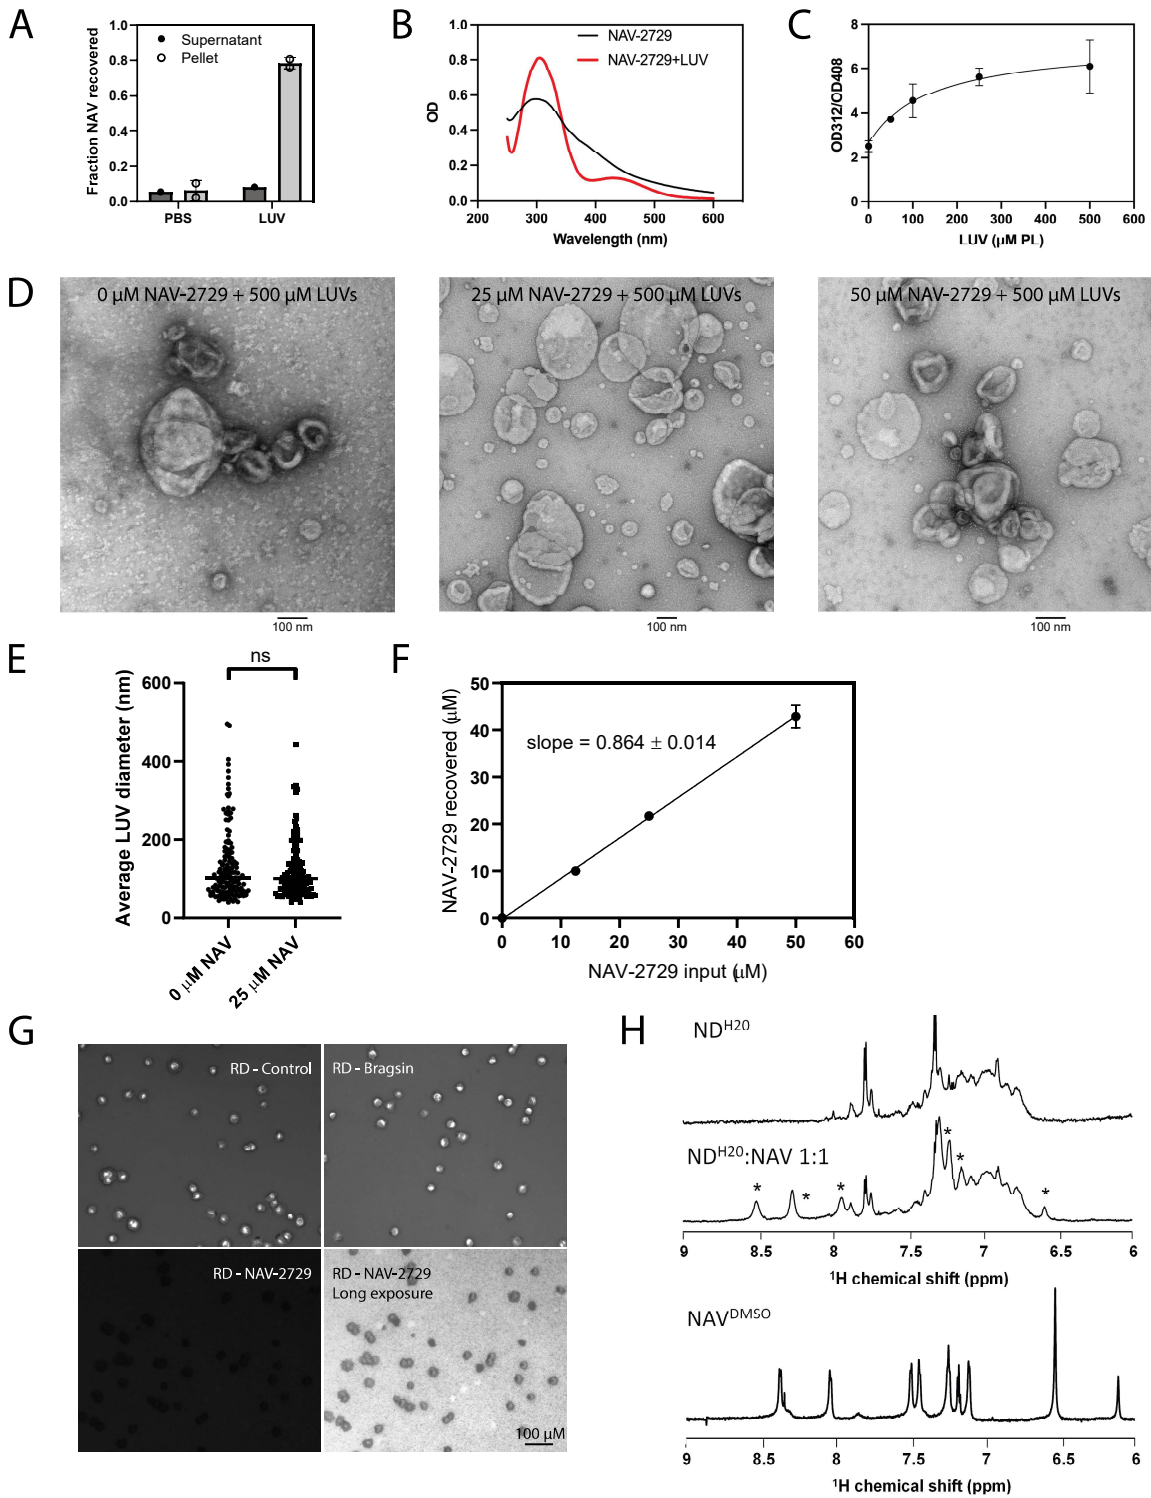 A
Fraction NAV recovered
1.0
0.8
0.6
0.4
0.2
0.0
Supernatant
Pellet
PBS
LUV
B
OD
1.0
0.8
0.6
0.4
0.2
0.0
NAV-2729
NAV-2729+LUV
200
300
400
500
600
Wavelength (nm)
C
OD312/OD408
8
6
4
2
0
0
100
200
300
400
500
600
LUV (µM PL)
D
0 µM NAV-2729 + 500 µM LUVs
25 µM NAV-2729 + 500 µM LUVs
50 µM NAV-2729 + 500 µM LUVs
100 nm
100 nm
100 nm
E
Average LUV diameter (nm)
600
400
200
0
ns
0 µM NAV
25 µM NAV
F
NAV-2729 recovered (µM)
50
40
30
20
10
0
slope = 0.864 ± 0.014
0
10
20
30
40
50
60
NAV-2729 input (µM)
G
RD - Control
RD - Bragsin
RD - NAV-2729
RD - NAV-2729
Long exposure
100 µM
H
ND^H20
ND^H20:NAV 1:1
*
*
*
*
*
*
9
8.5
8
7.5
7
6.5
6
¹H chemical shift (ppm)
NAV^DMSO
9
8.5
8
7.5
7
6.5
6
¹H chemical shift (ppm)